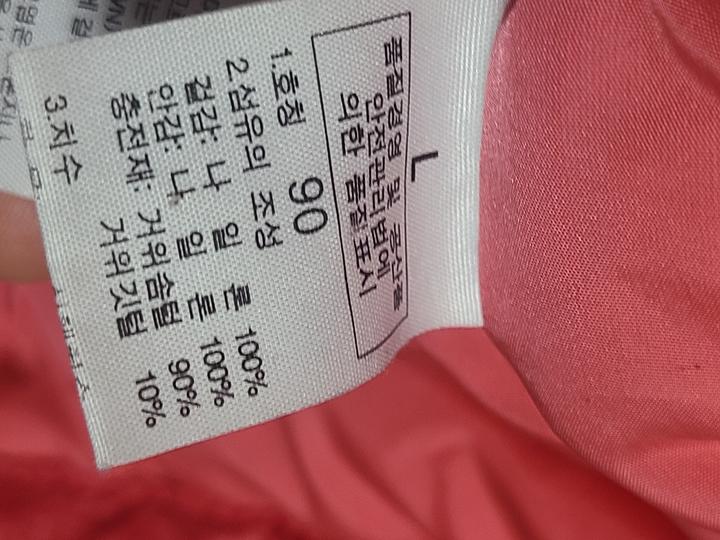 L
품질경영 및 공산품
안전관리법에
의한 품질표시
1.호칭 90
2.섬유의 조성
겉감: 나 일 론 100%
안감: 나 일 론 100%
충전재: 거위솜털 90%
거위깃털 10%
3.치수